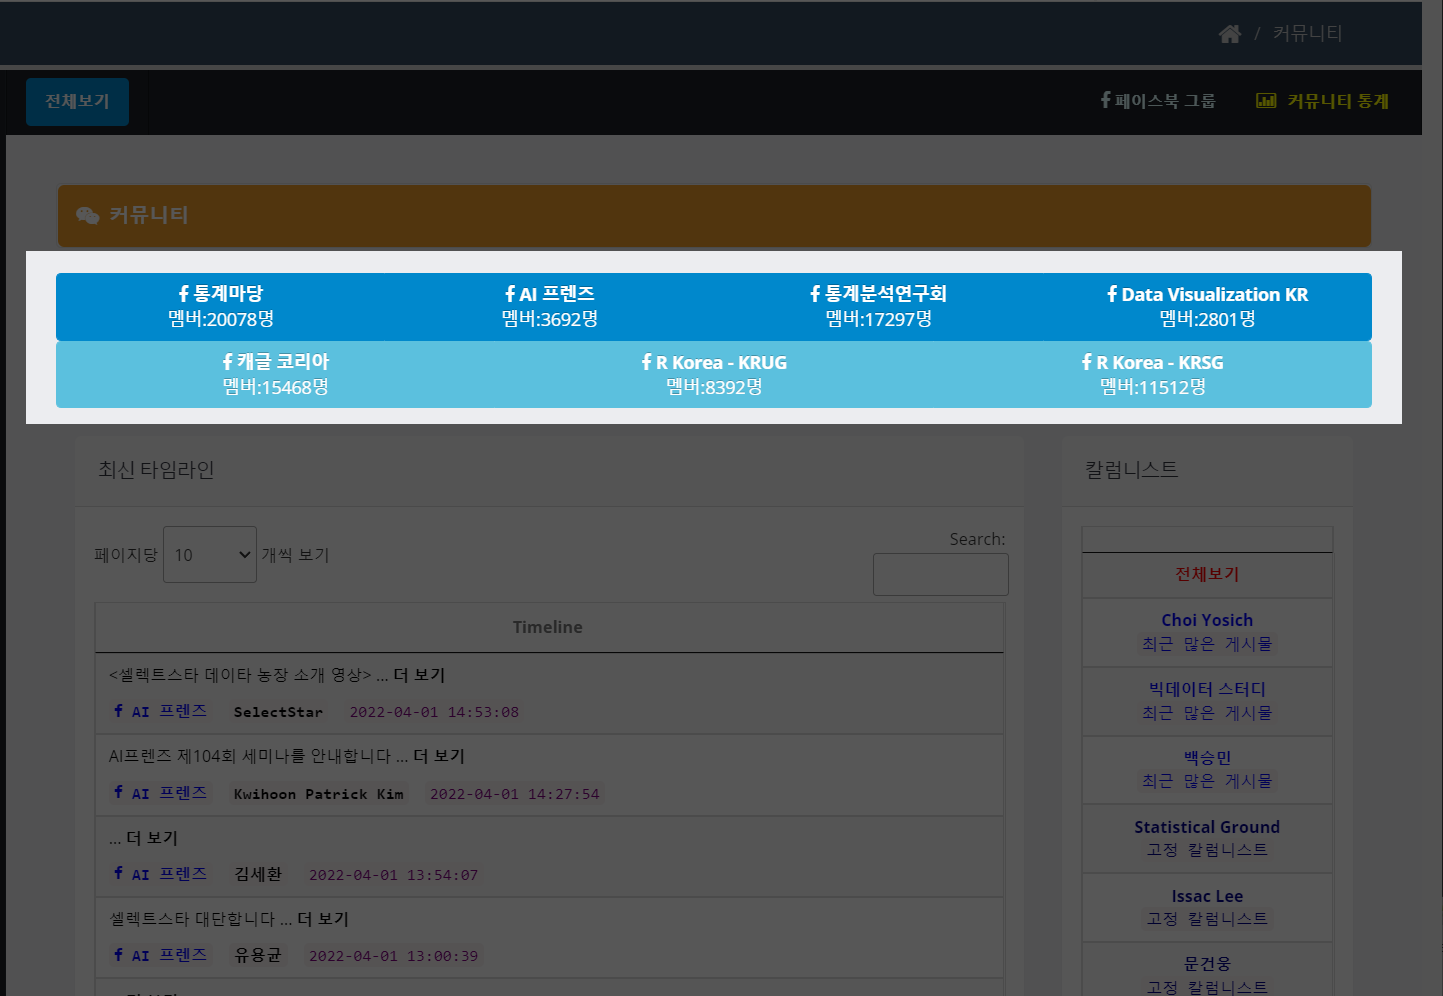 / 커뮤니티
전체보기
페이스북 그룹
커뮤니티 통계
커뮤니티
통계마당
멤버:20078명
AI 프렌즈
멤버:3692명
통계분석연구회
멤버:17297명
Data Visualization KR
멤버:2801명
캐글 코리아
멤버:15468명
R Korea - KRUG
멤버:8392명
R Korea - KRSG
멤버:11512명
최신 타임라인
페이지당 10 개씩 보기
Search:
Timeline
<셀렉트스타 데이타 농장 소개 영상> ... 더 보기
AI 프렌즈 SelectStar 2022-04-01 14:53:08
AI프렌즈 제104회 세미나를 안내합니다 ... 더 보기
AI 프렌즈 Kwihoon Patrick Kim 2022-04-01 14:27:54
... 더 보기
AI 프렌즈 김세환 2022-04-01 13:54:07
셀렉트스타 대단합니다 ... 더 보기
AI 프렌즈 유용균 2022-04-01 13:00:39
칼럼니스트
전체보기
Choi Yosich
최근 많은 게시물
빅데이터 스터디
최근 많은 게시물
백승민
최근 많은 게시물
Statistical Ground
고정 칼럼니스트
Issac Lee
고정 칼럼니스트
문건웅
고정 칼럼니스트